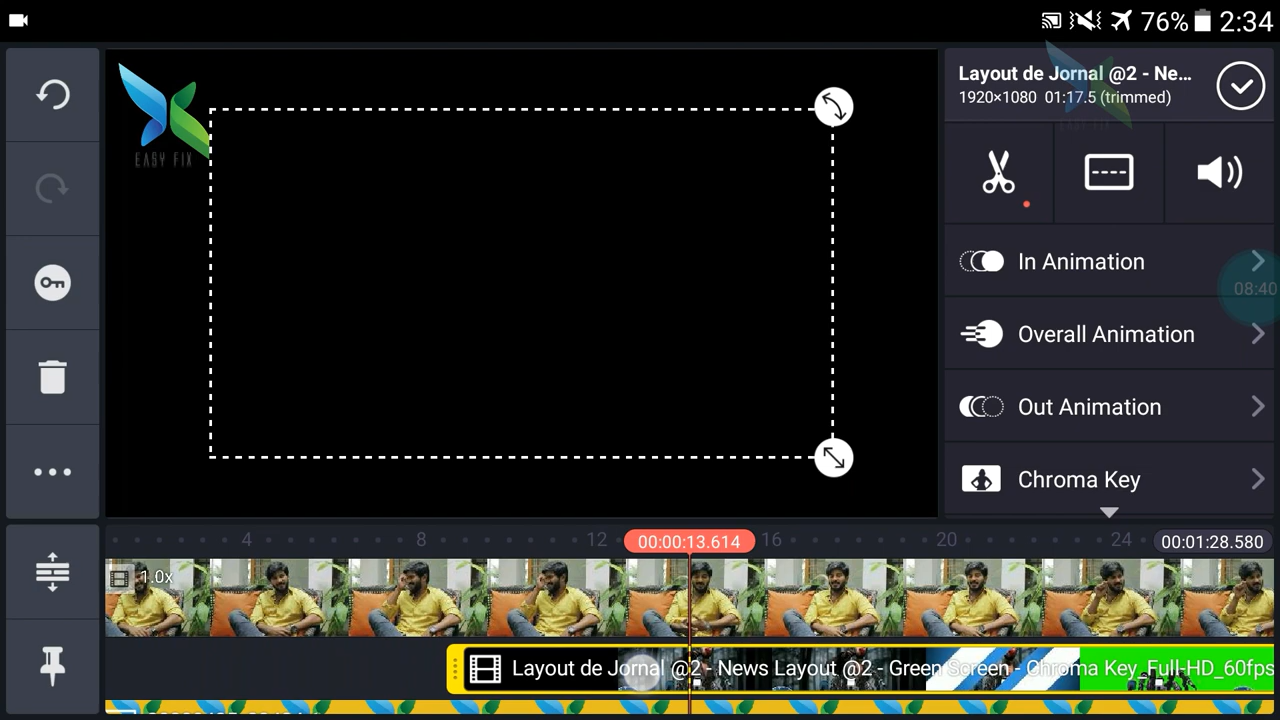 76% 2:34
EASY FIX
Layout de Jornal @2 - Ne...
1920×1080 01:17.5 (trimmed)
In Animation
08:40
Overall Animation
Out Animation
Chroma Key
4 8 12 00:00:13.614 16 20 24 00:01:28.580
1.0x
Layout de Jornal @2 - News Layout @2 - Green Screen - Chroma Key_Full-HD_60fps